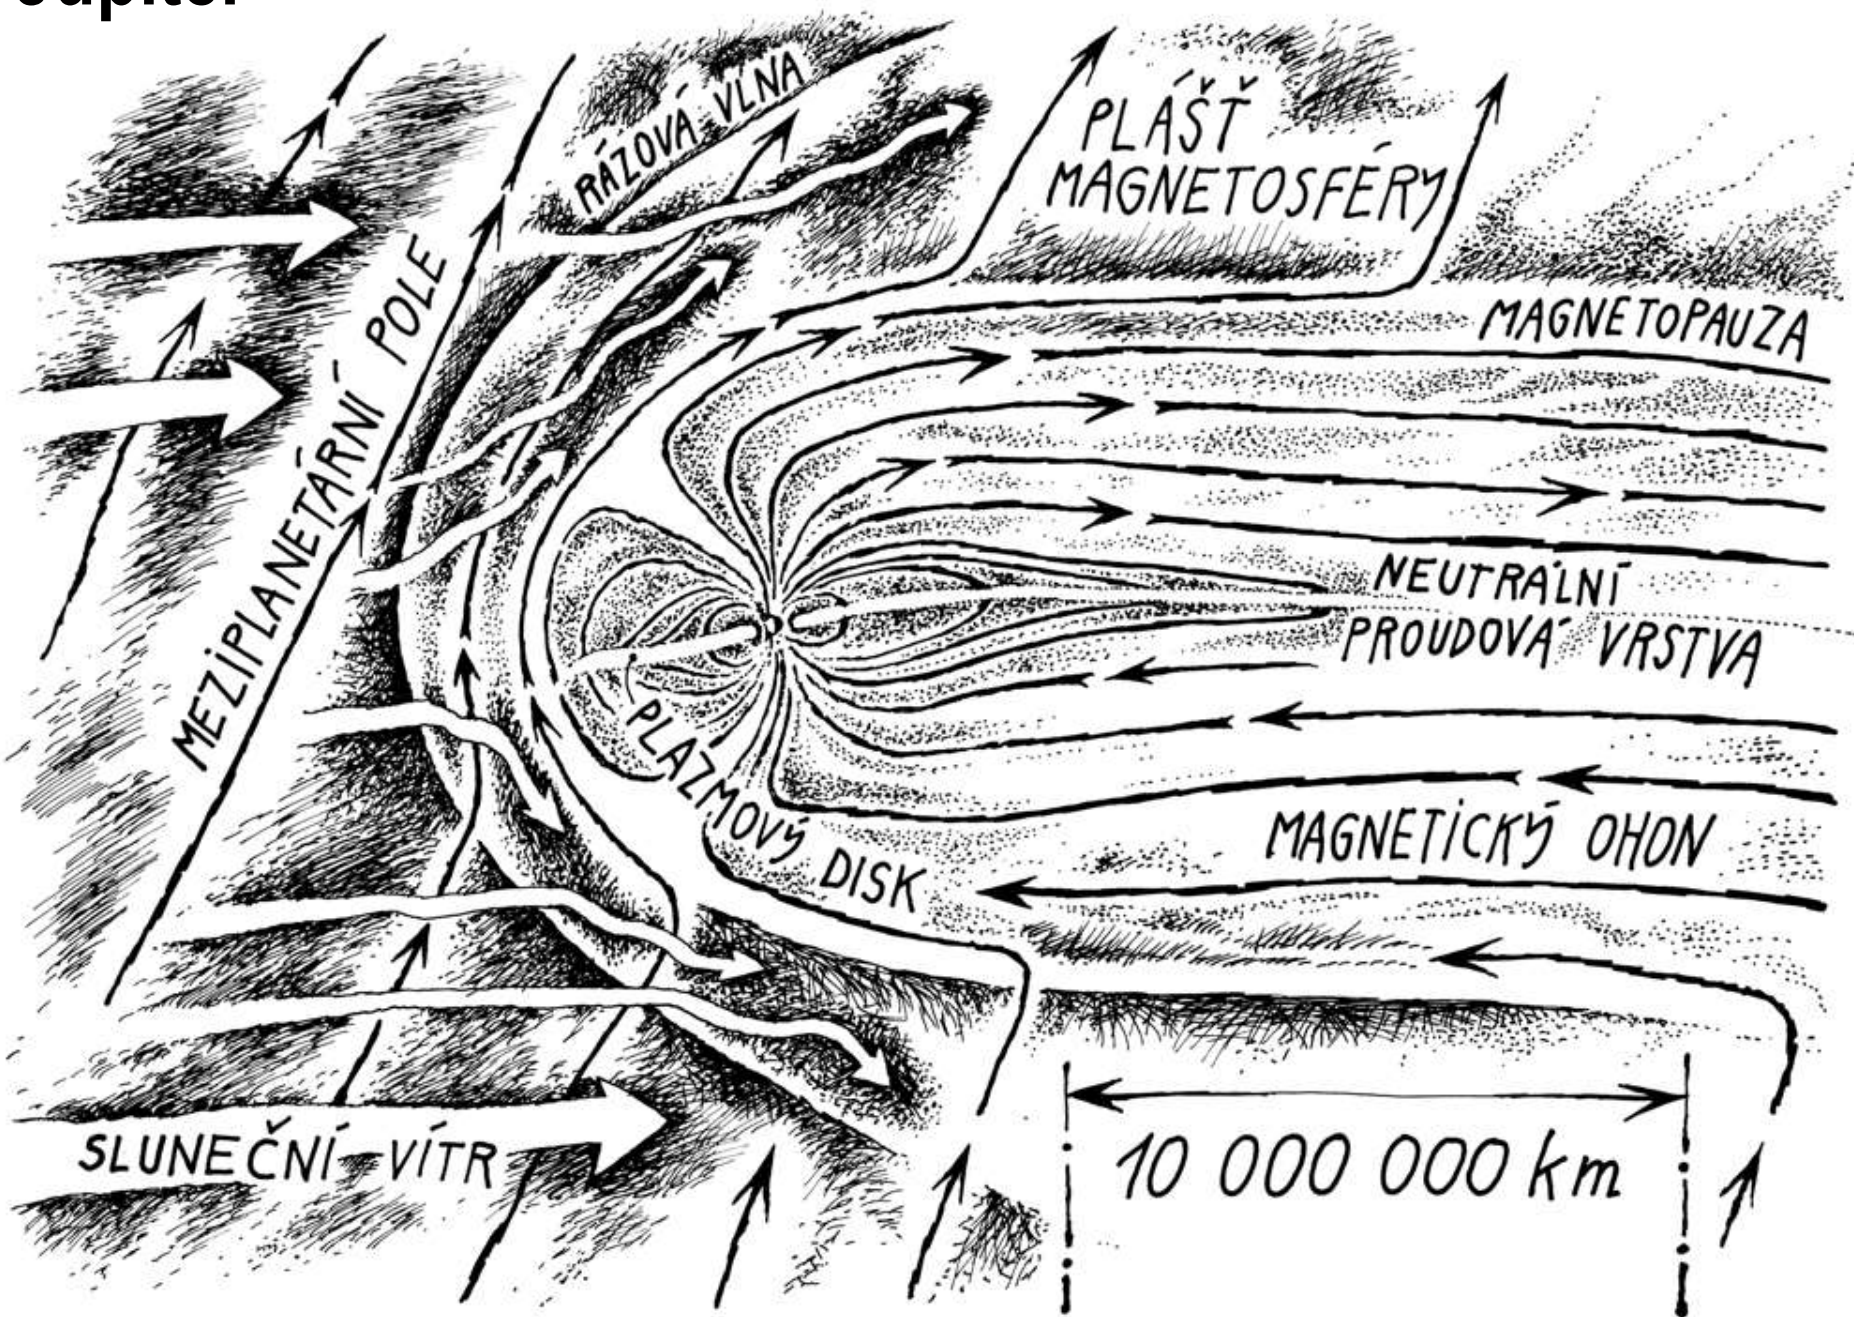 Jupiter
RÁZOVÁ VLNA
PLÁŠŤ
MAGNETOSFÉRY
MEZIPLANETÁRNÍ POLE
MAGNETOPAUZA
NEUTRÁLNÍ
PROUDOVÁ VRSTVA
PLAZMOVÝ DISK
MAGNETICKÝ OHON
SLUNEČNÍ VÍTR
10 000 000 km